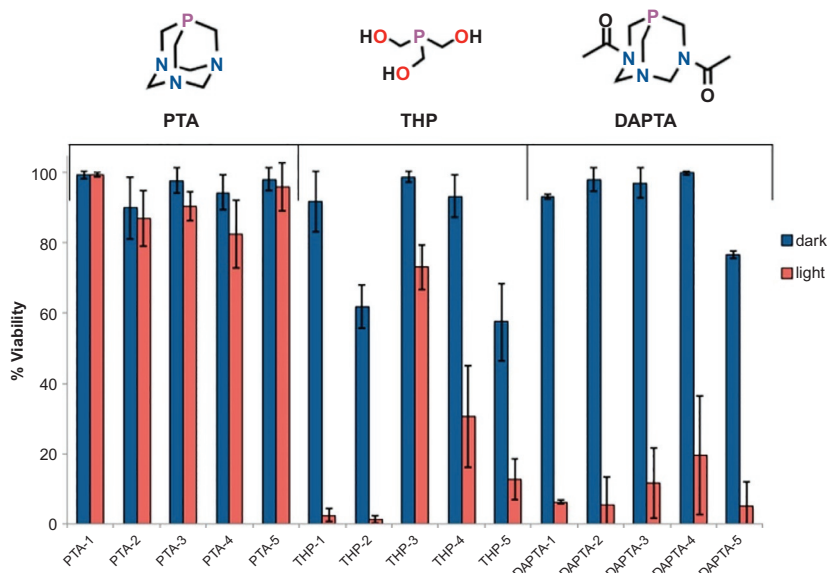 P
N
N
N
HO
P
OH
HO
O
P
N
N
N
O
PTA
THP
DAPTA
100
80
60
40
20
0
% Viability
dark
light
PTA-1
PTA-2
PTA-3
PTA-4
PTA-5
THP-1
THP-2
THP-3
THP-4
THP-5
DAPTA-1
DAPTA-2
DAPTA-3
DAPTA-4
DAPTA-5